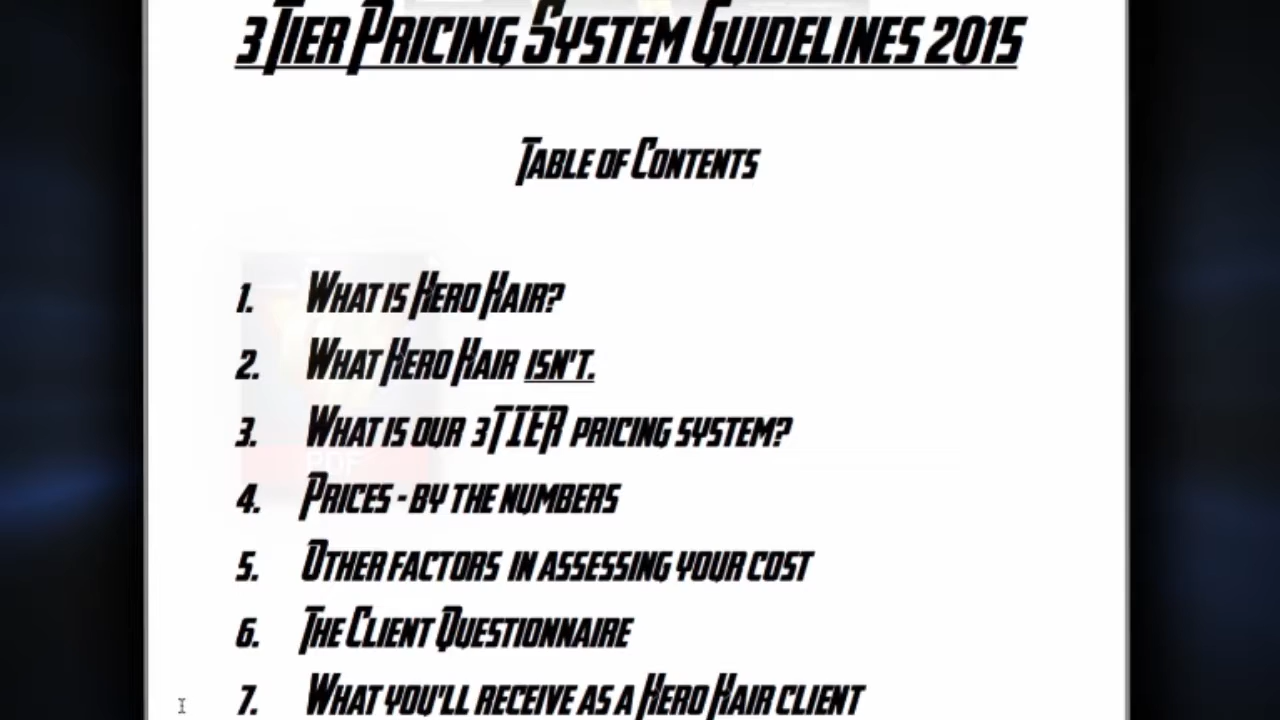 3 Tier Pricing System Guidelines 2015
Table of Contents
1. What is Hero Hair?
2. What Hero Hair isn't.
3. What is our 3TIER pricing system?
4. Prices - by the numbers
5. Other factors in assessing your cost
6. The Client Questionnaire
7. What you'll receive as a Hero Hair client
PDF